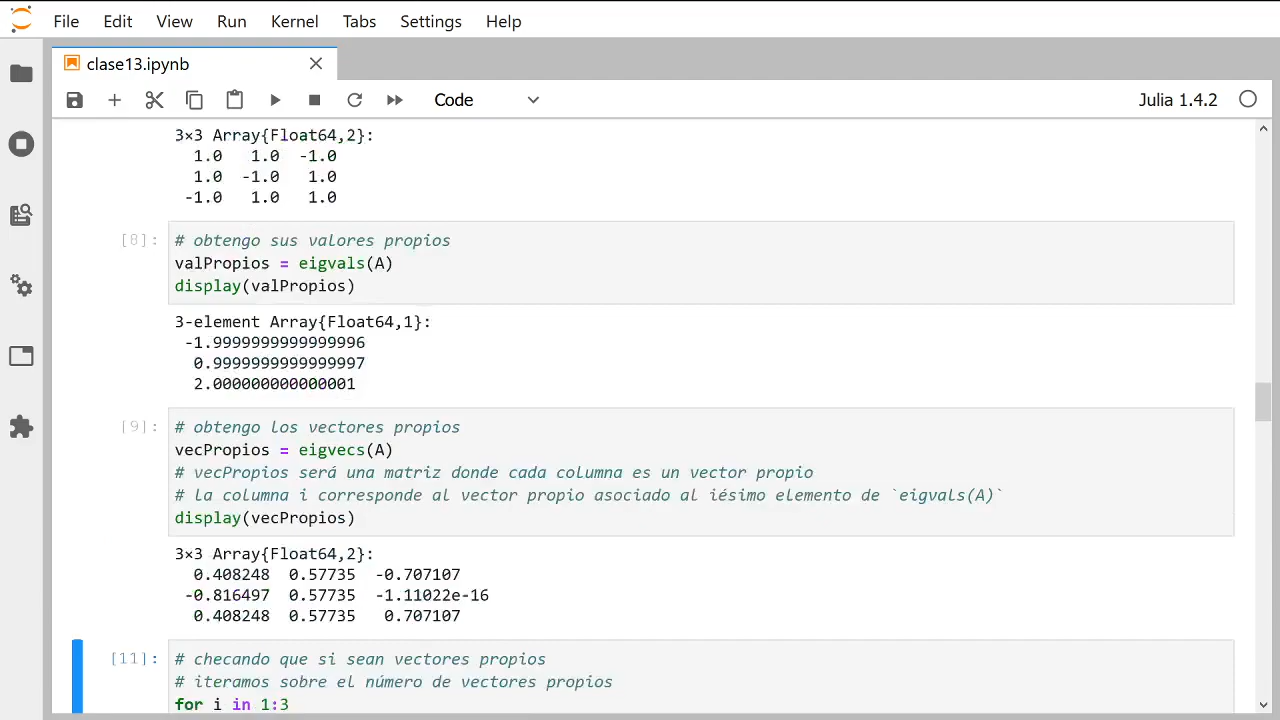 File Edit View Run Kernel Tabs Settings Help
clase13.ipynb
Code
Julia 1.4.2
3×3 Array{Float64,2}:
1.0 1.0 -1.0
1.0 -1.0 1.0
-1.0 1.0 1.0
[8]:
# obtengo sus valores propios
valPropios = eigvals(A)
display(valPropios)
3-element Array{Float64,1}:
-1.9999999999999996
0.9999999999999997
2.000000000000001
[9]:
# obtengo los vectores propios
vecPropios = eigvecs(A)
# vecPropios será una matriz donde cada columna es un vector propio
# la columna i corresponde al vector propio asociado al iésimo elemento de `eigvals(A)`
display(vecPropios)
3×3 Array{Float64,2}:
0.408248 0.57735 -0.707107
-0.816497 0.57735 -1.11022e-16
0.408248 0.57735 0.707107
[11]:
# checando que si sean vectores propios
# iteramos sobre el número de vectores propios
for i in 1:3